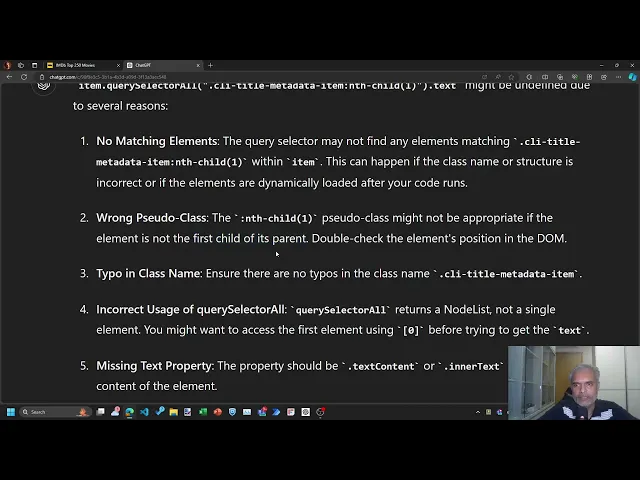 IMDb Top 250 Movies
ChatGPT
`item.querySelectorAll(".cli-title-metadata-item:nth-child(1)").text` might be undefined due
to several reasons:
1. No Matching Elements: The query selector may not find any elements matching `.cli-title-
metadata-item:nth-child(1)` within `item`. This can happen if the class name or structure is
incorrect or if the elements are dynamically loaded after your code runs.
2. Wrong Pseudo-Class: The `:nth-child(1)` pseudo-class might not be appropriate if the
element is not the first child of its parent. Double-check the element's position in the DOM.
3. Typo in Class Name: Ensure there are no typos in the class name `.cli-title-metadata-item`.
4. Incorrect Usage of querySelectorAll: `querySelectorAll` returns a NodeList, not a single
element. You might want to access the first element using `[0]` before trying to get the `text`.
5. Missing Text Property: The property should be `.textContent` or `.innerText`
content of the element.
Search